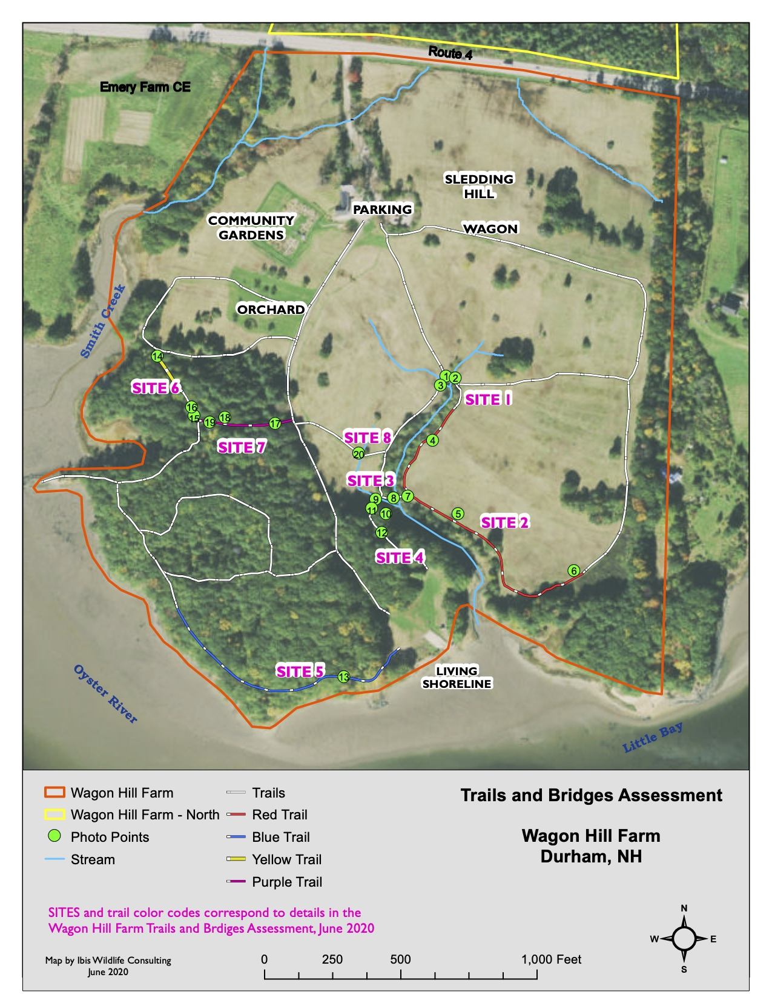 Route 4
Emery Farm CE
SLEDDING
HILL
PARKING
COMMUNITY
GARDENS
WAGON
ORCHARD
Smith Creek
14
SITE 6
1
2
3
SITE 1
16
15
19
18
17
SITE 7
4
SITE 8
20
SITE 3
9
8
7
11
10
5
SITE 2
12
SITE 4
6
SITE 5
13
LIVING
SHORELINE
Oyster River
Little Bay
Wagon Hill Farm
Wagon Hill Farm - North
Photo Points
Stream
Trails
Red Trail
Blue Trail
Yellow Trail
Purple Trail
Trails and Bridges Assessment
Wagon Hill Farm
Durham, NH
SITES and trail color codes correspond to details in the
Wagon Hill Farm Trails and Brdiges Assessment, June 2020
Map by Ibis Wildlife Consulting
June 2020
0 250 500 1,000 Feet
N
W E
S